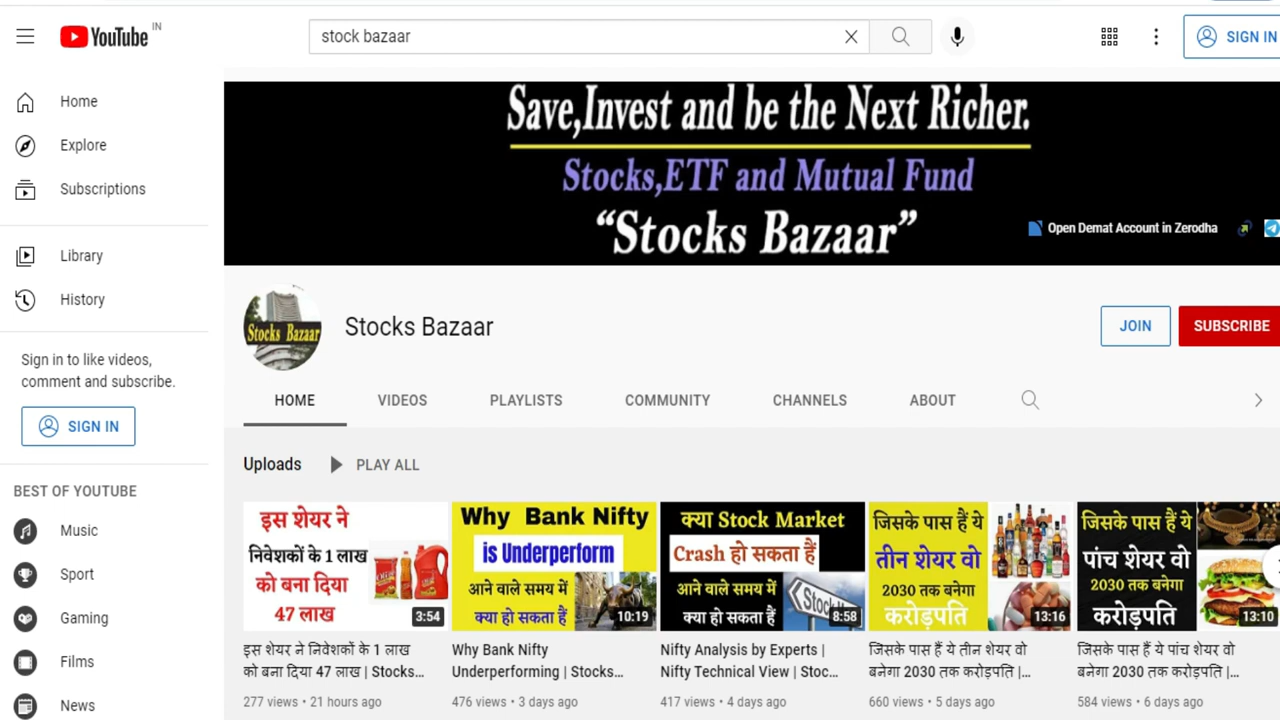 YouTube IN
stock bazaar
SIGN IN
Home
Explore
Subscriptions
Library
History
Sign in to like videos,
comment and subscribe.
SIGN IN
BEST OF YOUTUBE
Music
Sport
Gaming
Films
News
Save,Invest and be the Next Richer.
Stocks,ETF and Mutual Fund
“Stocks Bazaar”
Open Demat Account in Zerodha
Stocks Bazaar
Stocks Bazaar
JOIN
SUBSCRIBE
HOME
VIDEOS
PLAYLISTS
COMMUNITY
CHANNELS
ABOUT
Uploads
PLAY ALL
इस शेयर ने
निवेशकों के 1 लाख
को बना दिया
47 लाख
3:54
इस शेयर ने निवेशकों के 1 लाख
को बना दिया 47 लाख | Stocks...
277 views • 21 hours ago
Why Bank Nifty
is Underperform
आने वाले समय में
क्या हो सकता हैं
10:19
Why Bank Nifty
Underperforming | Stocks...
476 views • 3 days ago
क्या Stock Market
Crash हो सकता हैं
आने वाले समय में
क्या हो सकता हैं
Stock
8:58
Nifty Analysis by Experts |
Nifty Technical View | Stoc...
417 views • 4 days ago
जिसके पास हैं ये
तीन शेयर वो
2030 तक बनेगा
करोड़पति
13:16
जिसके पास हैं ये तीन शेयर वो
बनेगा 2030 तक करोड़पति |...
660 views • 5 days ago
जिसके पास हैं ये
पांच शेयर वो
2030 तक बनेगा
करोड़पति
13:10
जिसके पास हैं ये पांच शेयर वो
बनेगा 2030 तक करोड़पति |...
584 views • 6 days ago